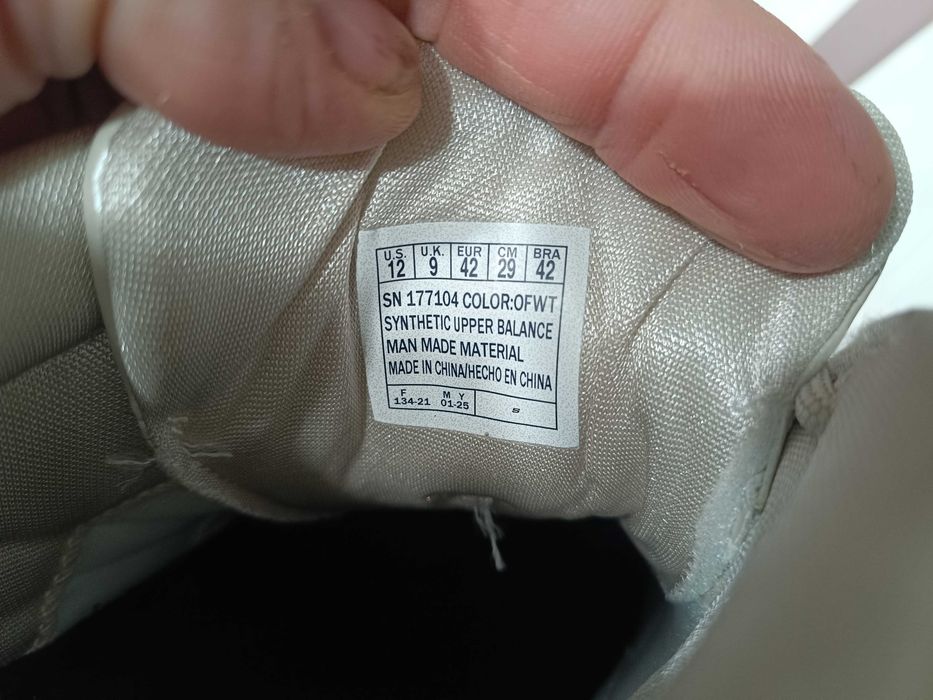 U.S. U.K. EUR CM BRA
12 9 42 29 42
SN 177104 COLOR:OFWT
SYNTHETIC UPPER BALANCE
MAN MADE MATERIAL
MADE IN CHINA/HECHO EN CHINA
F M Y
134-21 01-25 S